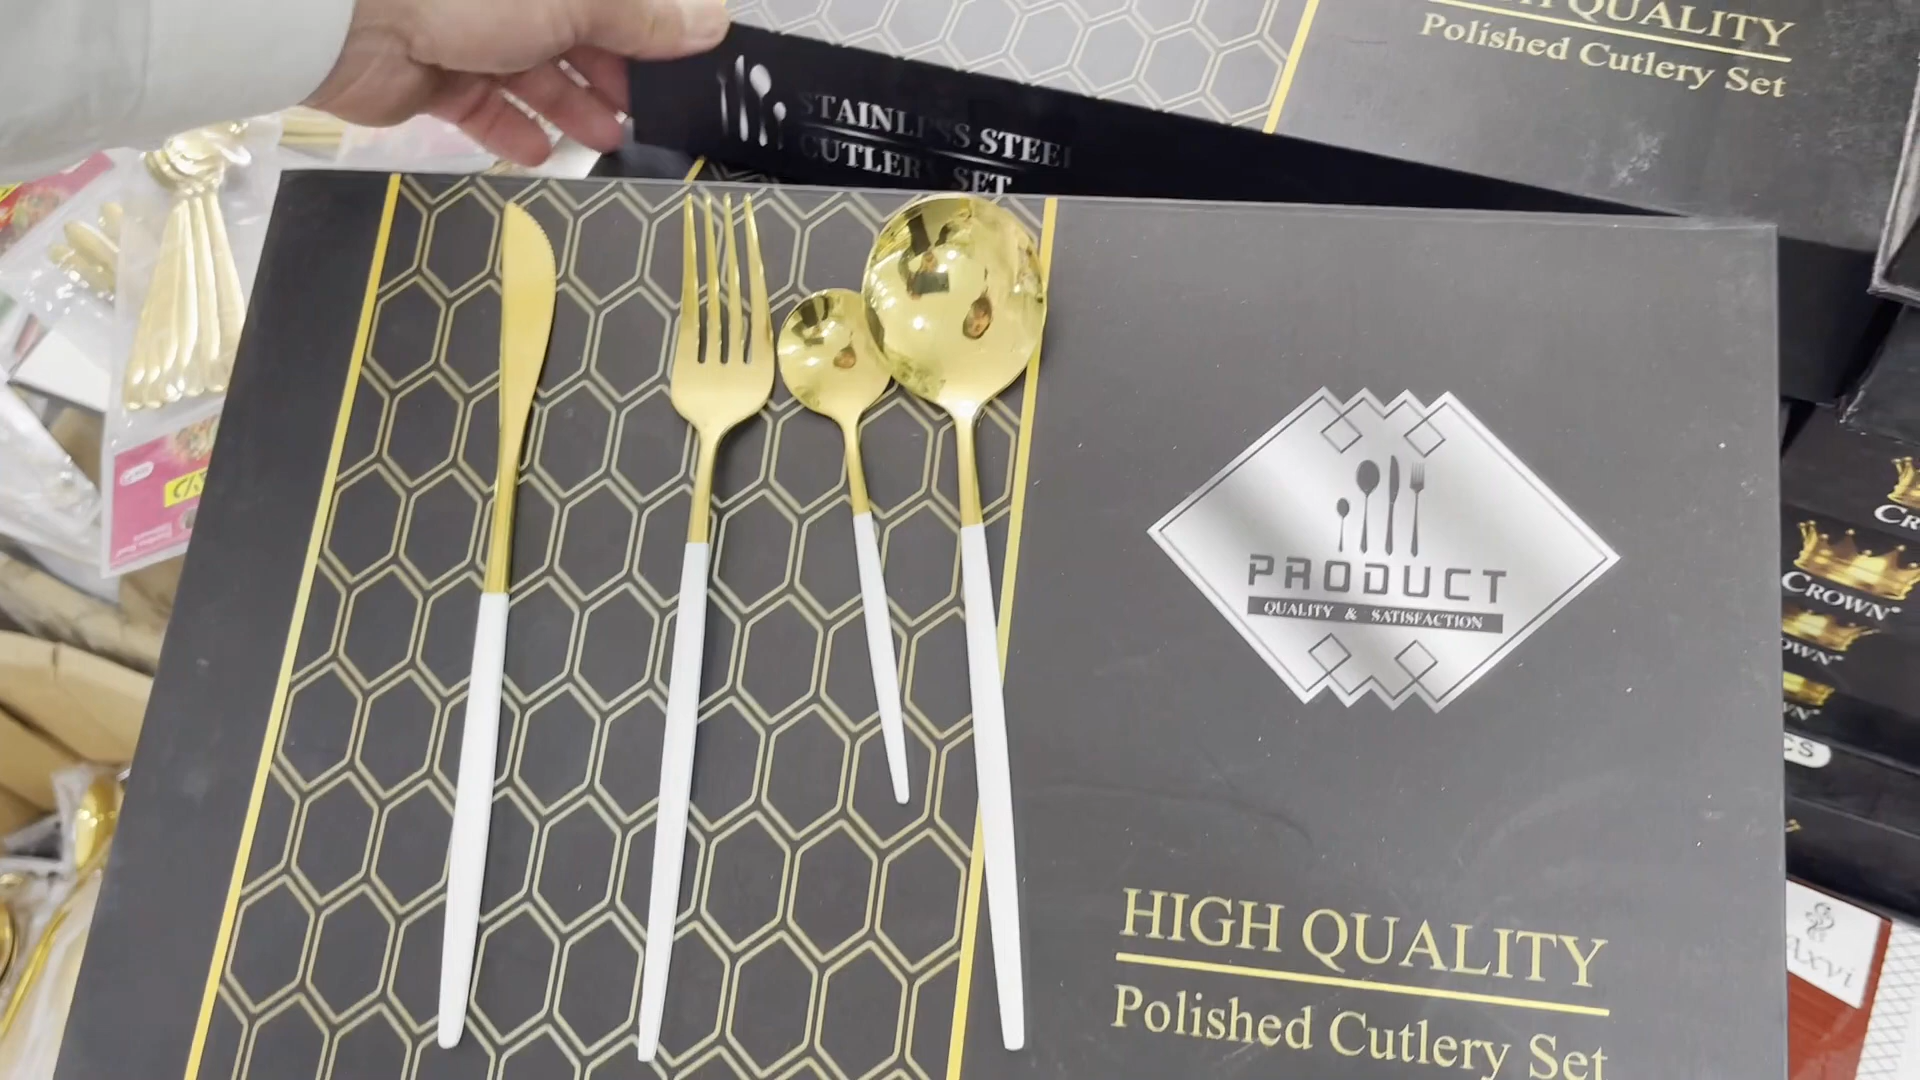 QUALITY
Polished Cutlery Set
STAINLESS STEEL
CUTLERY SET
PRODUCT
QUALITY & SATISFACTION
HIGH QUALITY
Polished Cutlery Set
CROWN